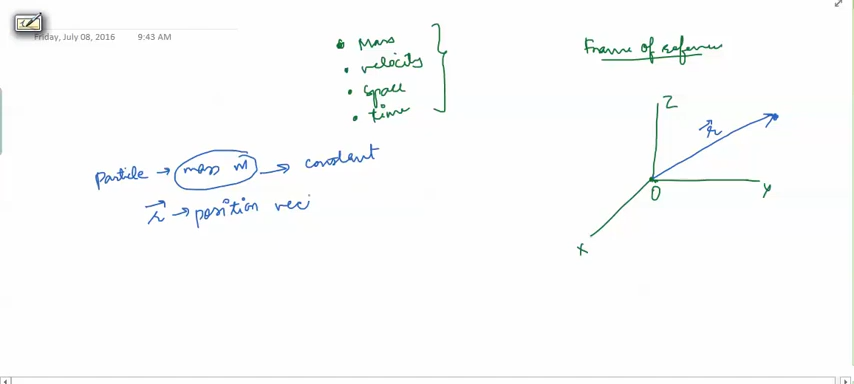 Friday, July 08, 2016 9:43 AM
• Mass
• velocity
• space
• time
Frame of reference
Z
r
O
Y
X
Particle → mass m → constant
r → position vec